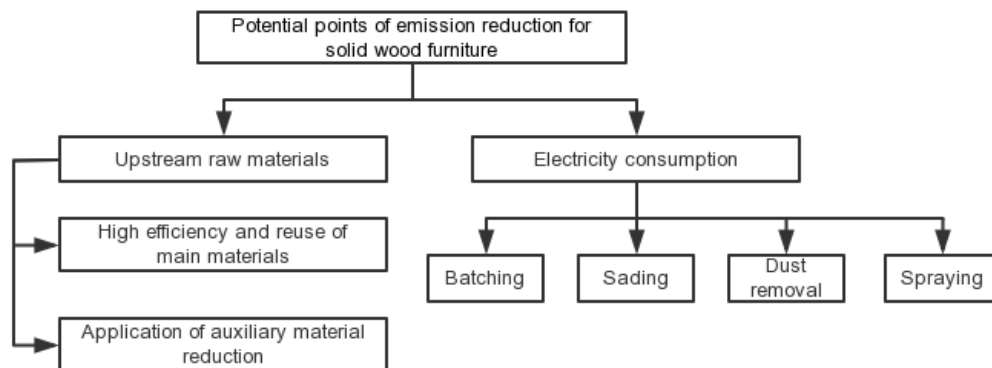 Potential points of emission reduction for
solid wood furniture
Upstream raw materials
Electricity consumption
High efficiency and reuse of
main materials
Batching
Sading
Dust
removal
Spraying
Application of auxiliary material
reduction